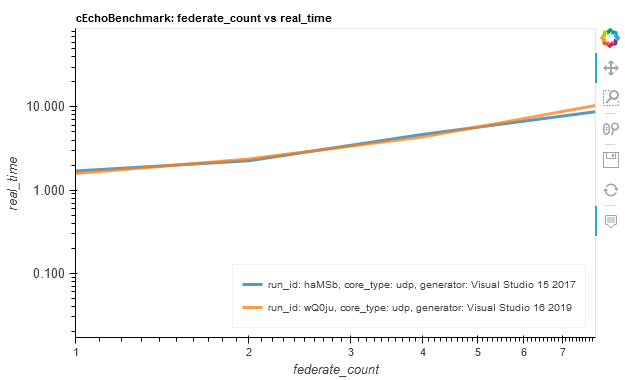 cEchoBenchmark: federate_count vs real_time
10.000
1.000
0.100
real_time
run_id: haMSb, core_type: udp, generator: Visual Studio 15 2017
run_id: wQ0ju, core_type: udp, generator: Visual Studio 16 2019
1 2 3 4 5 6 7
federate_count